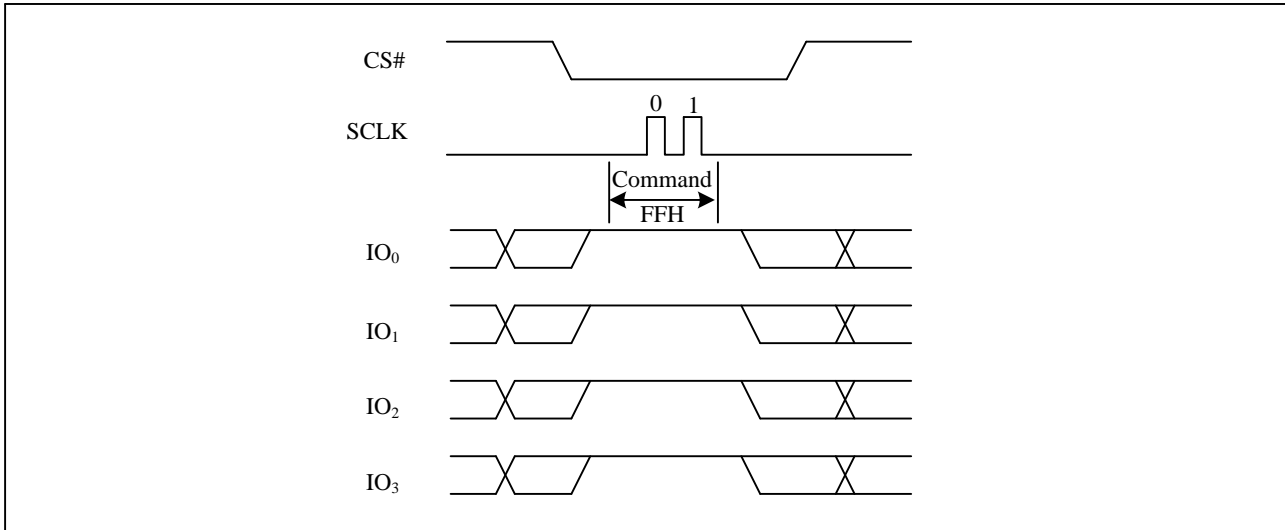 CS#
0 1
SCLK
Command
FFH
IO₀
IO₁
IO₂
IO₃